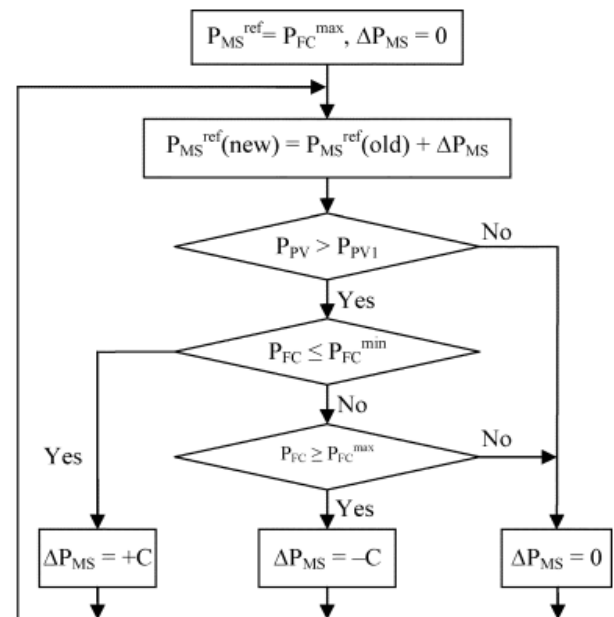 P_MS^ref = P_FC^max, ΔP_MS = 0
P_MS^ref(new) = P_MS^ref(old) + ΔP_MS
P_PV > P_PV1
No
Yes
P_FC ≤ P_FC^min
No
Yes
P_FC ≥ P_FC^max
No
Yes
ΔP_MS = +C
ΔP_MS = –C
ΔP_MS = 0